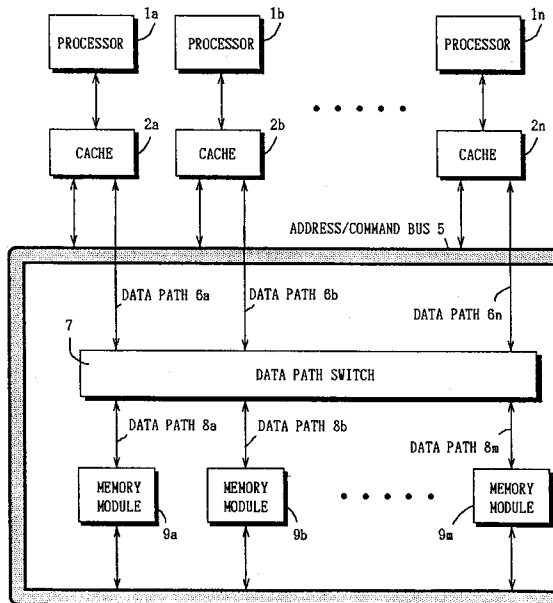 1a
1b
1n
PROCESSOR
PROCESSOR
PROCESSOR
2a
2b
2n
CACHE
CACHE
CACHE
ADDRESS/COMMAND BUS 5
DATA PATH 6a
DATA PATH 6b
DATA PATH 6n
7
DATA PATH SWITCH
DATA PATH 8a
DATA PATH 8b
DATA PATH 8m
MEMORY
MODULE
MEMORY
MODULE
MEMORY
MODULE
9a
9b
9m